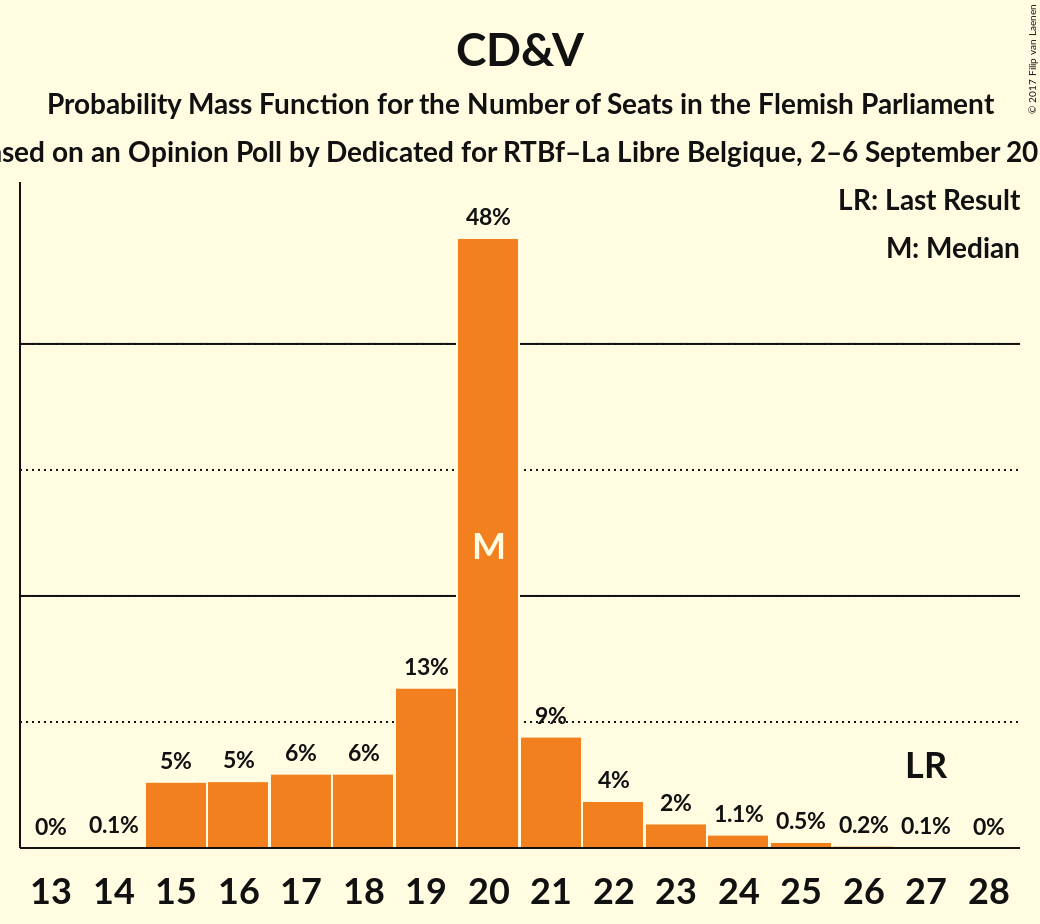 CD&V
Probability Mass Function for the Number of Seats in the Flemish Parliament
sed on an Opinion Poll by Dedicated for RTBf–La Libre Belgique, 2–6 September 20
© 2017 Filip van Laenen
LR: Last Result
M: Median
48%
M
13%
9%
5%
5%
6%
6%
4%
2%
1.1%
0.5%
0.2%
0.1%
0%
0%
0.1%
LR
13 14 15 16 17 18 19 20 21 22 23 24 25 26 27 28